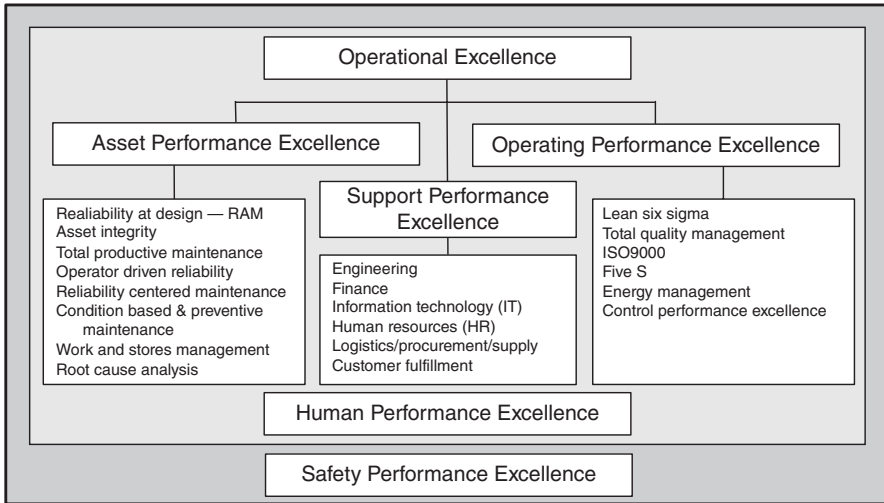 Operational Excellence
Asset Performance Excellence
Operating Performance Excellence
Support Performance
Excellence
Realiability at design — RAM
Asset integrity
Total productive maintenance
Operator driven reliability
Reliability centered maintenance
Condition based & preventive
maintenance
Work and stores management
Root cause analysis
Engineering
Finance
Information technology (IT)
Human resources (HR)
Logistics/procurement/supply
Customer fulfillment
Lean six sigma
Total quality management
ISO9000
Five S
Energy management
Control performance excellence
Human Performance Excellence
Safety Performance Excellence